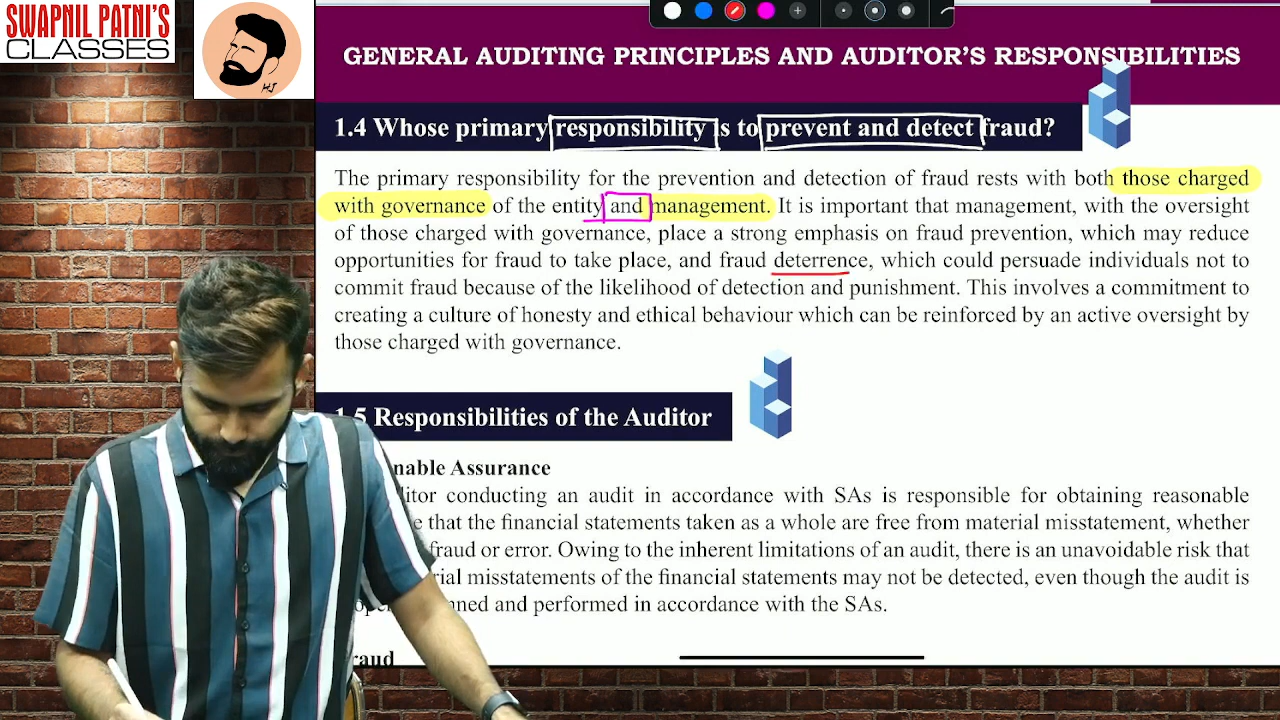 SWAPNIL PATNI'S
CLASSES
GENERAL AUDITING PRINCIPLES AND AUDITOR'S RESPONSIBILITIES
1.4 Whose primary responsibility is to prevent and detect fraud?
The primary responsibility for the prevention and detection of fraud rests with both those charged
with governance of the entity and management. It is important that management, with the oversight
of those charged with governance, place a strong emphasis on fraud prevention, which may reduce
opportunities for fraud to take place, and fraud deterrence, which could persuade individuals not to
commit fraud because of the likelihood of detection and punishment. This involves a commitment to
creating a culture of honesty and ethical behaviour which can be reinforced by an active oversight by
those charged with governance.
1.5 Responsibilities of the Auditor
Assurance
conducting an audit in accordance with SAs is responsible for obtaining reasonable
that the financial statements taken as a whole are free from material misstatement, whether
fraud or error. Owing to the inherent limitations of an audit, there is an unavoidable risk that
misstatements of the financial statements may not be detected, even though the audit is
and performed in accordance with the SAs.